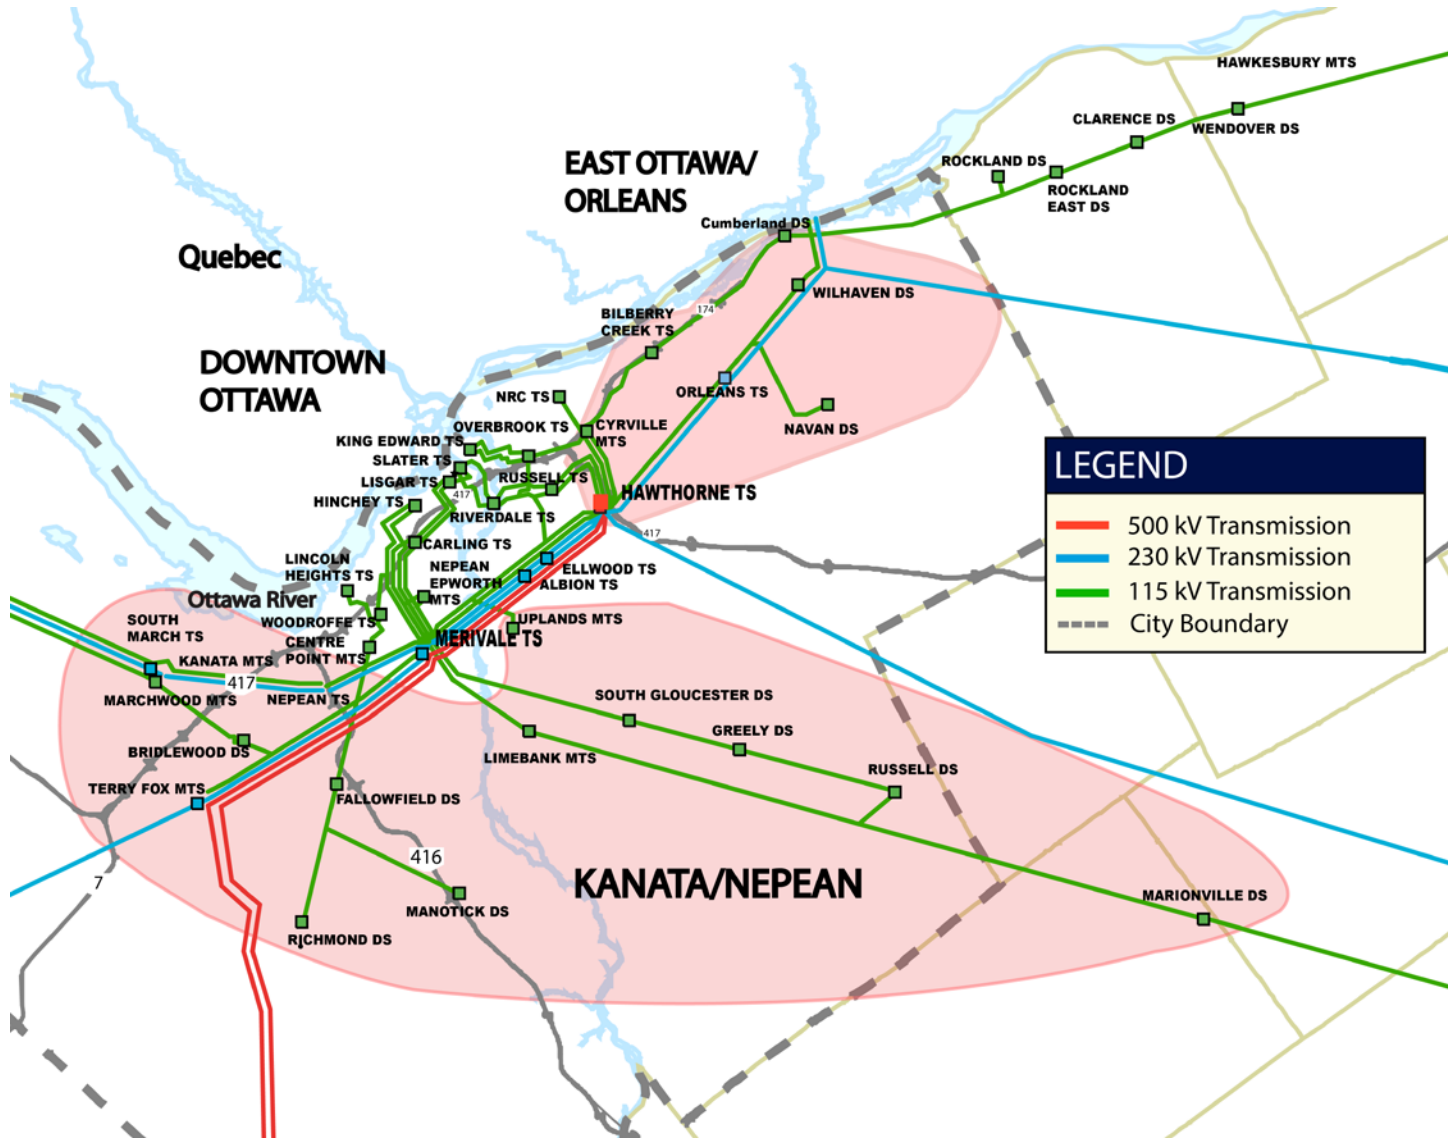 HAWKESBURY MTS
CLARENCE DS
WENDOVER DS
EAST OTTAWA/
ORLEANS
ROCKLAND DS
ROCKLAND
EAST DS
Cumberland DS
Quebec
WILHAVEN DS
174
BILBERRY
CREEK TS
DOWNTOWN
OTTAWA
ORLEANS TS
NRC TS
NAVAN DS
OVERBROOK TS
CYRVILLE
MTS
KING EDWARD TS
SLATER TS
LISGAR TS
RUSSELL TS
417
HINCHEY TS
HAWTHORNE TS
RIVERDALE TS
417
CARLING TS
LINCOLN
HEIGHTS TS
NEPEAN
EPWORTH
MTS
ELLWOOD TS
ALBION TS
Ottawa River
WOODROFFE TS
UPLANDS MTS
SOUTH
MARCH TS
CENTRE
POINT MTS
MERIVALE TS
KANATA MTS
417
MARCHWOOD MTS
NEPEAN TS
SOUTH GLOUCESTER DS
GREELY DS
BRIDLEWOOD DS
LIMEBANK MTS
RUSSELL DS
TERRY FOX MTS
FALLOWFIELD DS
416
7
KANATA/NEPEAN
MANOTICK DS
MARIONVILLE DS
RICHMOND DS
LEGEND
500 kV Transmission
230 kV Transmission
115 kV Transmission
City Boundary